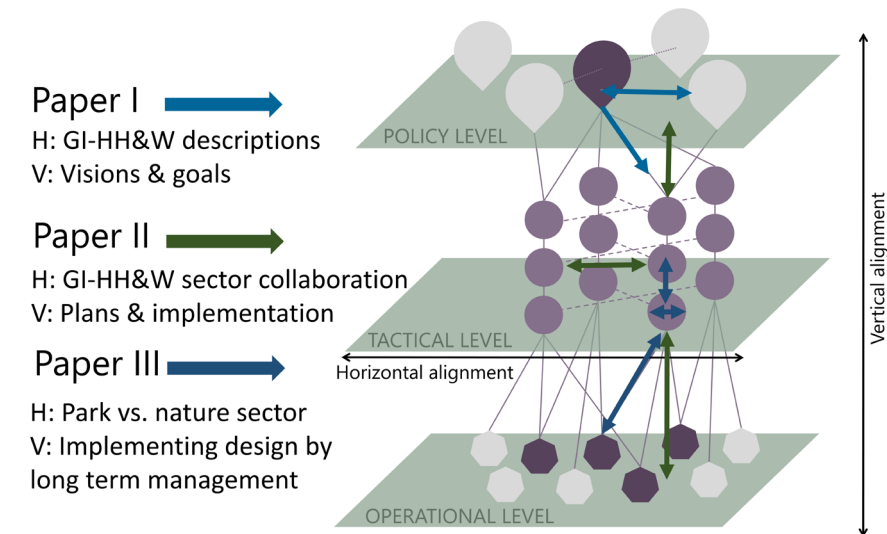 Paper I
H: GI-HH&W descriptions
V: Visions & goals
Paper II
H: GI-HH&W sector collaboration
V: Plans & implementation
Paper III
H: Park vs. nature sector
V: Implementing design by
long term management
POLICY LEVEL
TACTICAL LEVEL
Horizontal alignment
OPERATIONAL LEVEL
Vertical alignment